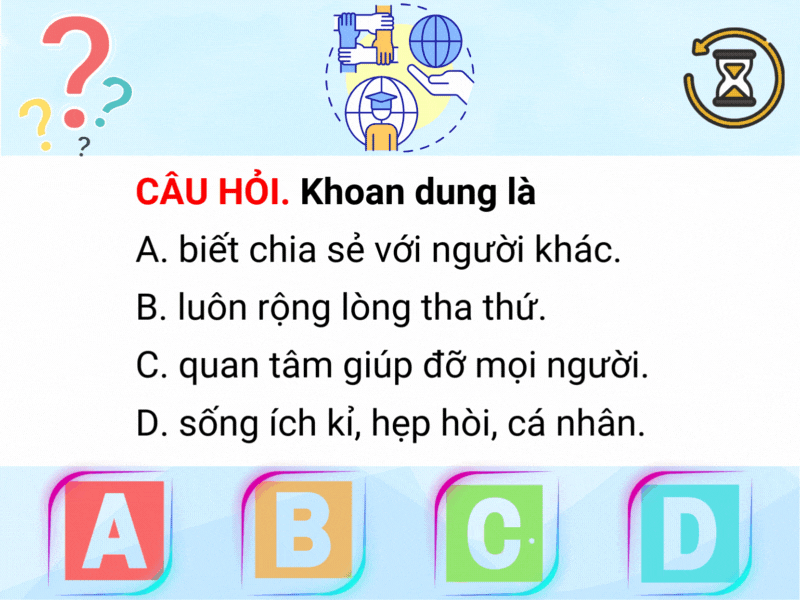 ? ? ? ?
CÂU HỎI. Khoan dung là
A. biết chia sẻ với người khác.
B. luôn rộng lòng tha thứ.
C. quan tâm giúp đỡ mọi người.
D. sống ích kỉ, hẹp hòi, cá nhân.
A B C D